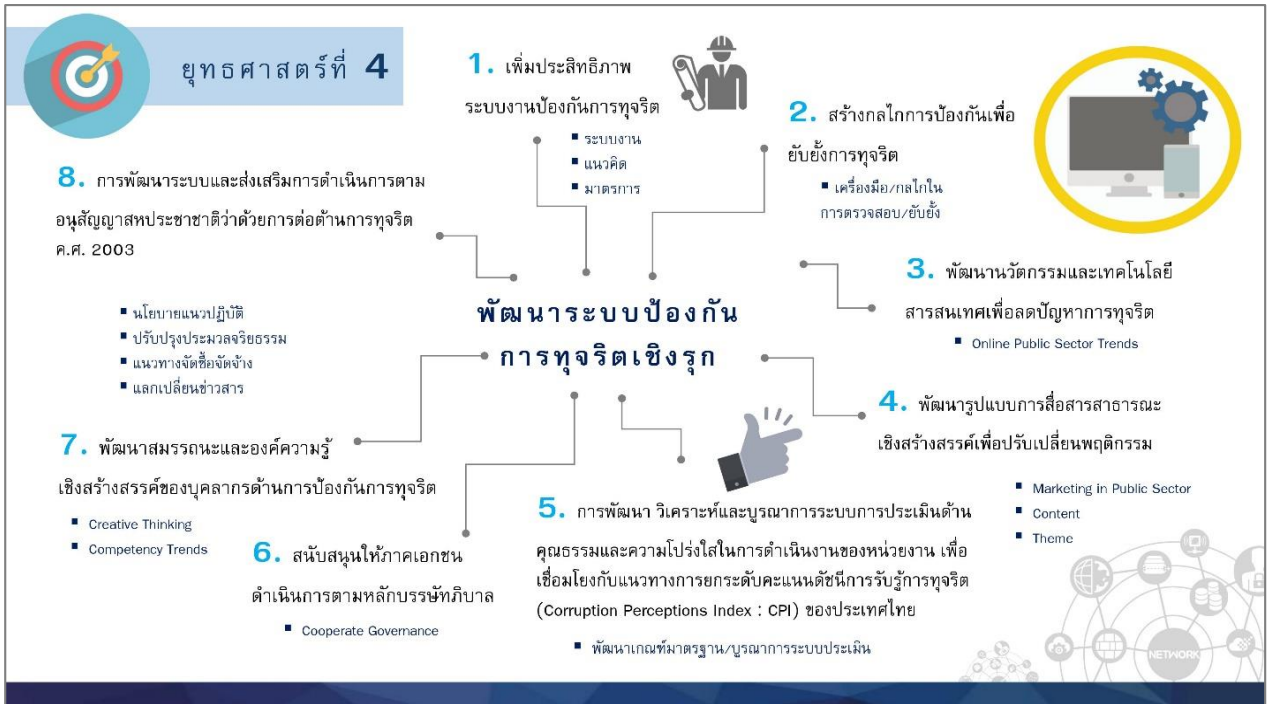 ยุทธศาสตร์ที่ 4
1. เพิ่มประสิทธิภาพ
ระบบงานป้องกันการทุจริต
▪ ระบบงาน
▪ แนวคิด
▪ มาตรการ
2. สร้างกลไกการป้องกันเพื่อ
ยับยั้งการทุจริต
▪ เครื่องมือ/กลไกใน
การตรวจสอบ/ยับยั้ง
3. พัฒนานวัตกรรมและเทคโนโลยี
สารสนเทศเพื่อลดปัญหาการทุจริต
▪ Online Public Sector Trends
4. พัฒนารูปแบบการสื่อสารสาธารณะ
เชิงสร้างสรรค์เพื่อปรับเปลี่ยนพฤติกรรม
▪ Marketing in Public Sector
▪ Content
▪ Theme
5. การพัฒนา วิเคราะห์และบูรณาการระบบการประเมินด้าน
คุณธรรมและความโปร่งใสในการดำเนินงานของหน่วยงาน เพื่อ
เชื่อมโยงกับแนวทางการยกระดับคะแนนดัชนีการรับรู้การทุจริต
(Corruption Perceptions Index : CPI) ของประเทศไทย
▪ พัฒนาเกณฑ์มาตรฐาน/บูรณาการระบบประเมิน
6. สนับสนุนให้ภาคเอกชน
ดำเนินการตามหลักบรรษัทภิบาล
▪ Cooperate Governance
7. พัฒนาสมรรถนะและองค์ความรู้
เชิงสร้างสรรค์ของบุคลากรด้านการป้องกันการทุจริต
▪ Creative Thinking
▪ Competency Trends
8. การพัฒนาระบบและส่งเสริมการดำเนินการตาม
อนุสัญญาสหประชาชาติว่าด้วยการต่อต้านการทุจริต
ค.ศ. 2003
▪ นโยบายแนวปฏิบัติ
▪ ปรับปรุงประมวลจริยธรรม
▪ แนวทางจัดซื้อจัดจ้าง
▪ แลกเปลี่ยนข่าวสาร
พัฒนาระบบป้องกัน
การทุจริตเชิงรุก
NETWORK